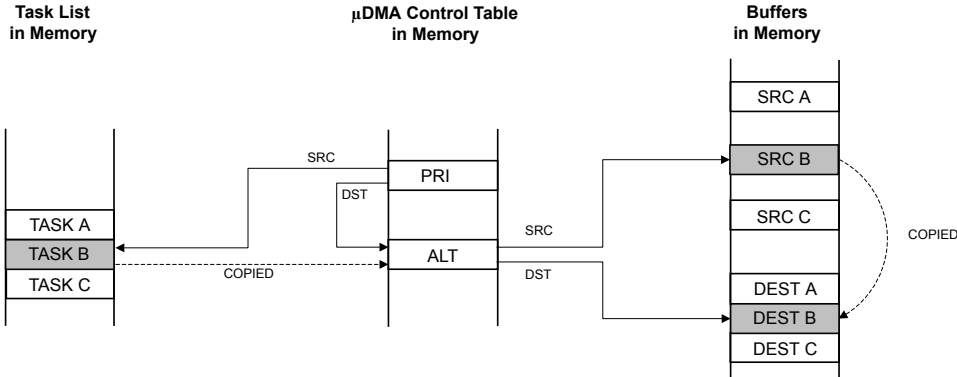 Task List
in Memory
µDMA Control Table
in Memory
Buffers
in Memory
SRC A
SRC
SRC B
PRI
DST
TASK A
SRC C
SRC
COPIED
TASK B
ALT
COPIED
DST
TASK C
DEST A
DEST B
DEST C